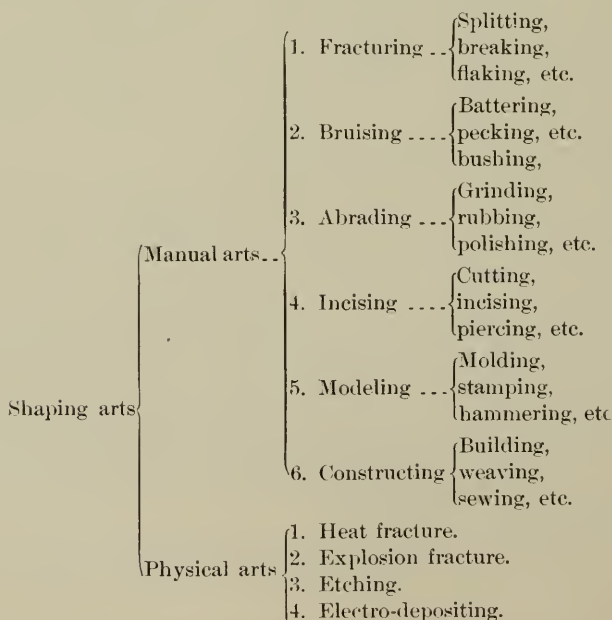 Splitting,
1. Fracturing .. breaking,
flaking, etc.
Battering,
2. Bruising .... pecking, etc.
bushing,
Grinding,
3. Abrading ... rubbing,
polishing, etc.
Manual arts..
Cutting,
4. Incising .... incising,
piercing, etc.
Molding,
5. Modeling ... stamping,
hammering, etc
Shaping arts
Building,
6. Constructing weaving,
sewing, etc.
1. Heat fracture.
2. Explosion fracture.
Physical arts
3. Etching.
4. Electro-depositing.